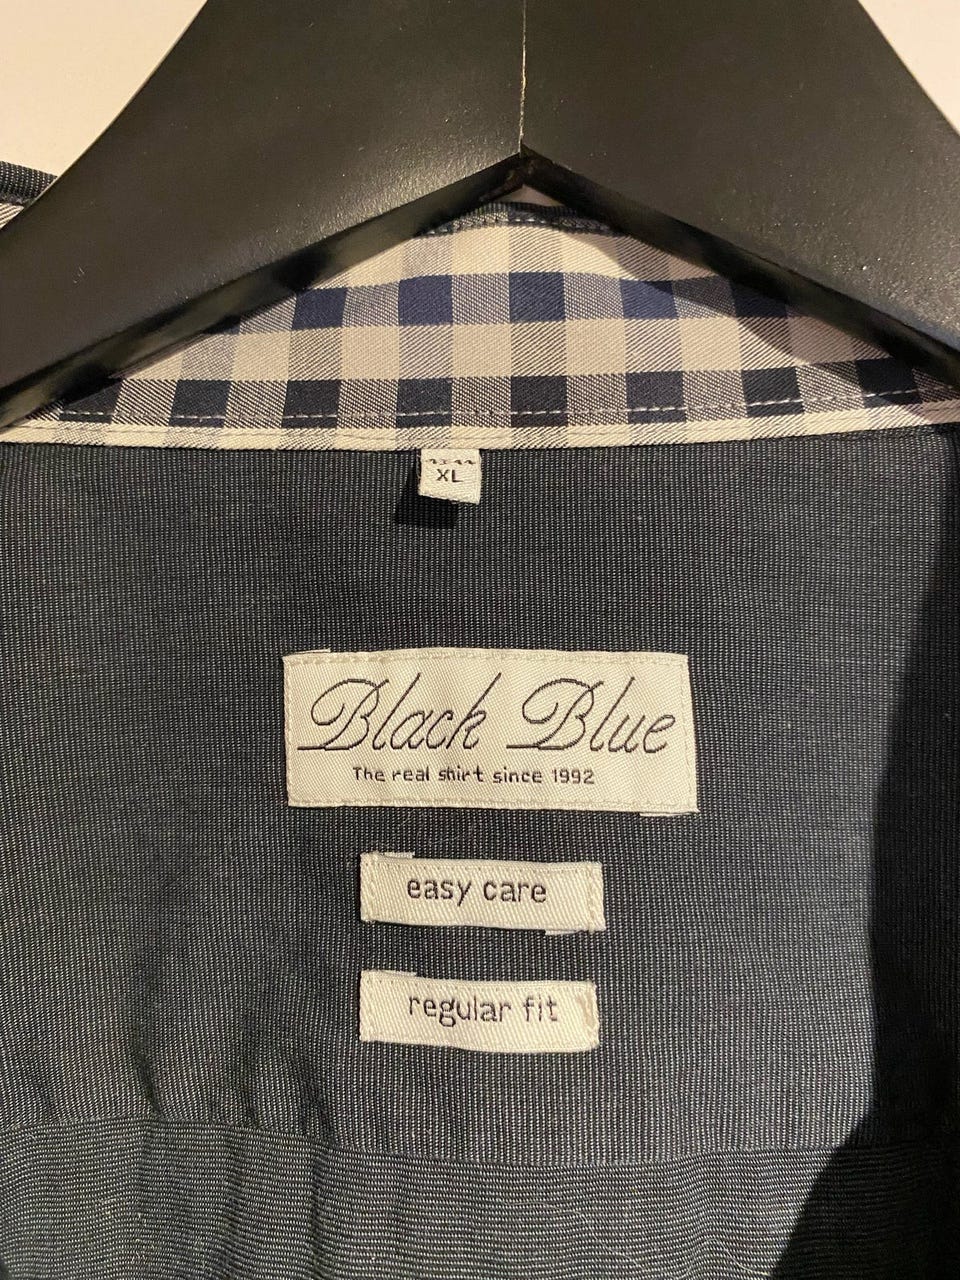 XL
Black Blue
The real shirt since 1992
easy care
regular fit